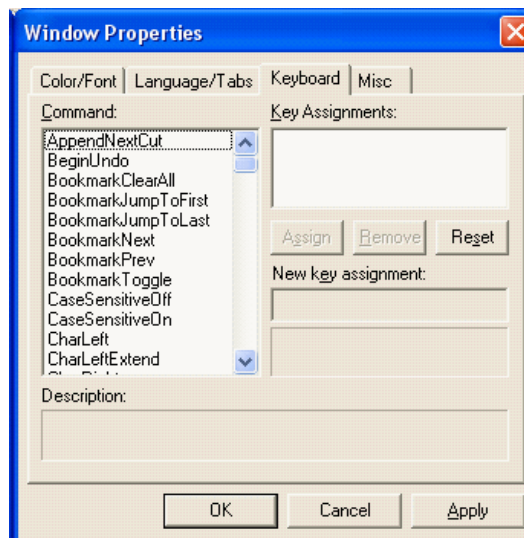 Window Properties
Color/Font Language/Tabs Keyboard Misc
Command:
AppendNextCut
BeginUndo
BookmarkClearAll
BookmarkJumpToFirst
BookmarkJumpToLast
BookmarkNext
BookmarkPrev
BookmarkToggle
CaseSensitiveOff
CaseSensitiveOn
CharLeft
CharLeftExtend
Key Assignments:
Assign Remove Reset
New key assignment:
Description:
OK Cancel Apply